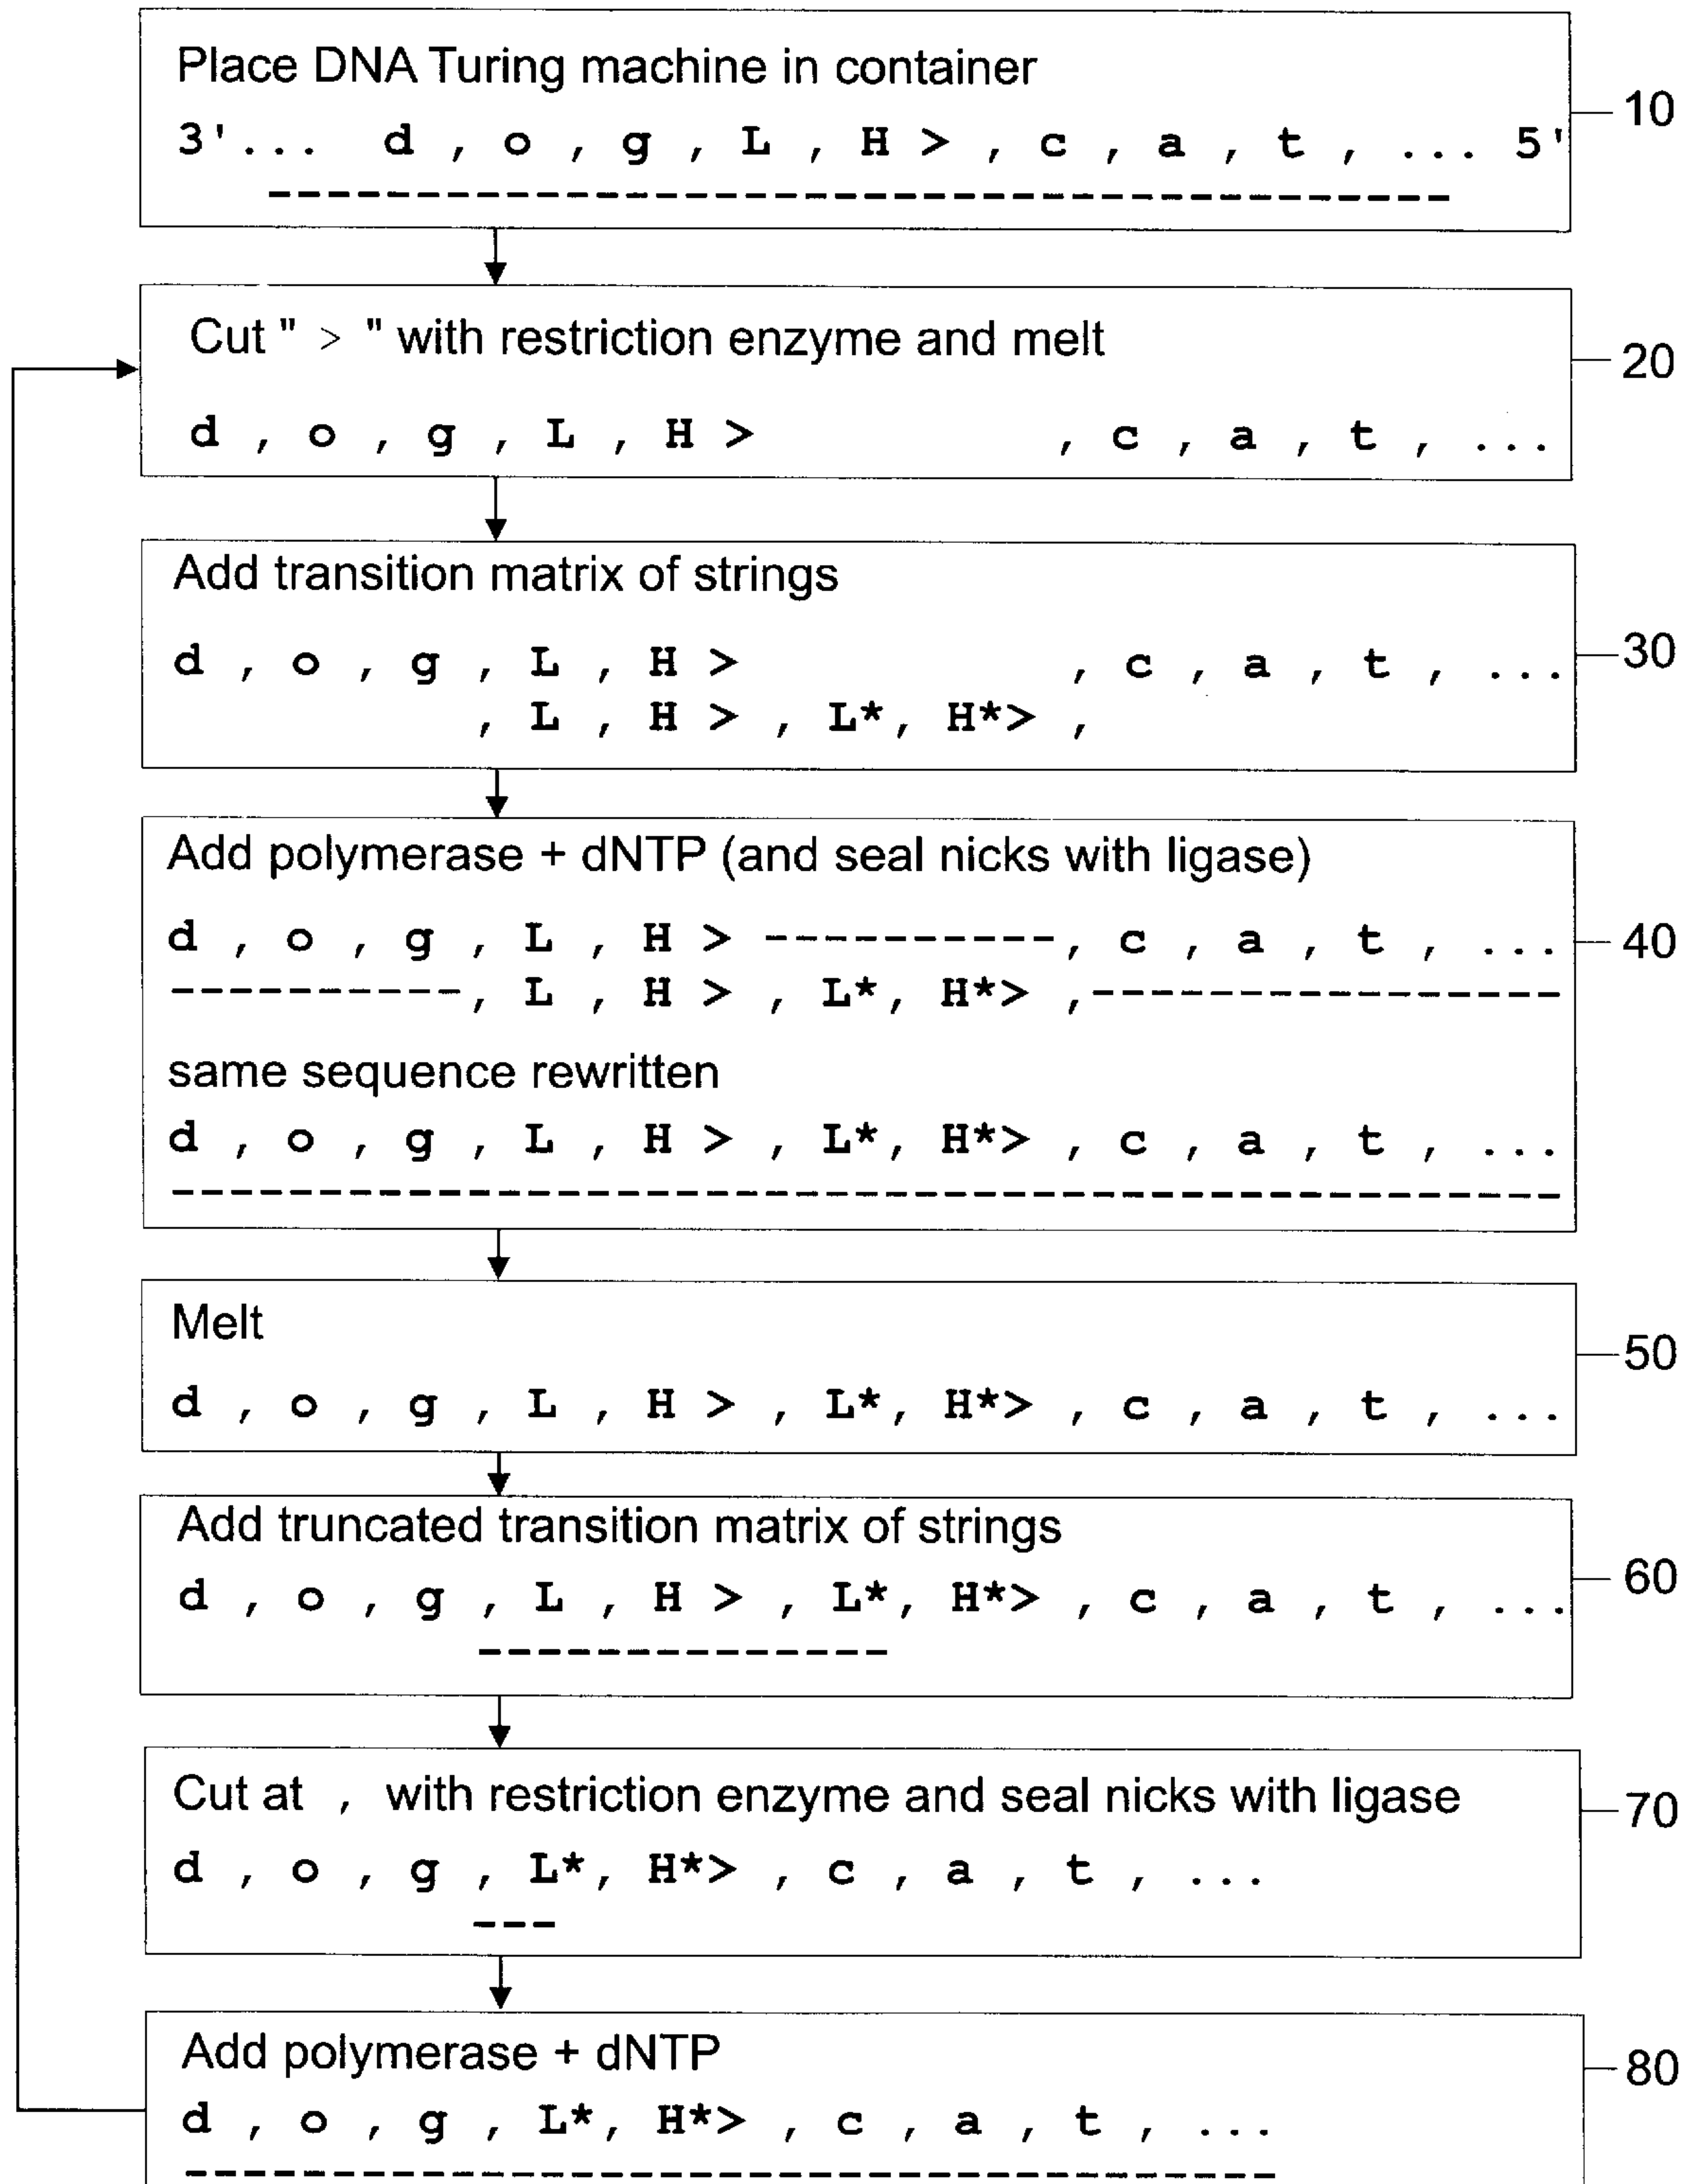 Place DNA Turing machine in container
3'... d , o , g , L , H > , c , a , t , ... 5'
----------------------------------------
10
Cut " > " with restriction enzyme and melt
20
d , o , g , L , H > , c , a , t , ...
Add transition matrix of strings
d , o , g , L , H > , c , a , t , ...
30
, L , H > , L*, H*> ,
Add polymerase + dNTP (and seal nicks with ligase)
d , o , g , L , H > ----------, c , a , t , ...
40
----------, L , H > , L*, H*> ,----------------
same sequence rewritten
d , o , g , L , H > , L*, H*> , c , a , t , ...
-----------------------------------------------
Melt
50
d , o , g , L , H > , L*, H*> , c , a , t , ...
Add truncated transition matrix of strings
60
d , o , g , L , H > , L*, H*> , c , a , t , ...
--------------
Cut at , with restriction enzyme and seal nicks with ligase
70
d , o , g , L*, H*> , c , a , t , ...
---
Add polymerase + dNTP
80
d , o , g , L*, H*> , c , a , t , ...
-------------------------------------